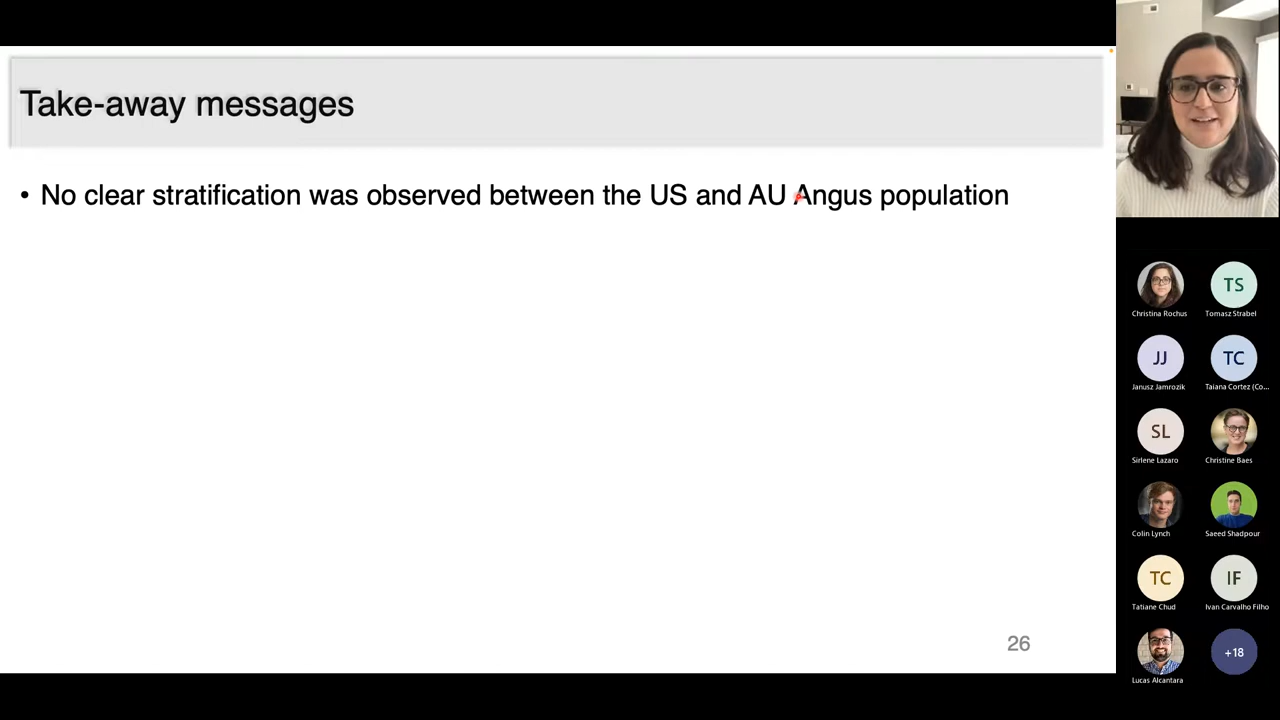 Take-away messages
• No clear stratification was observed between the US and AU Angus population
26
Christina Rochus
TS
Tomasz Strabel
JJ
Janusz Jamrozik
TC
Taiana Cortez (Co...
SL
Sirlene Lazaro
Christine Baes
Colin Lynch
Saeed Shadpour
TC
Tatiane Chud
IF
Ivan Carvalho Filho
Lucas Alcantara
+18